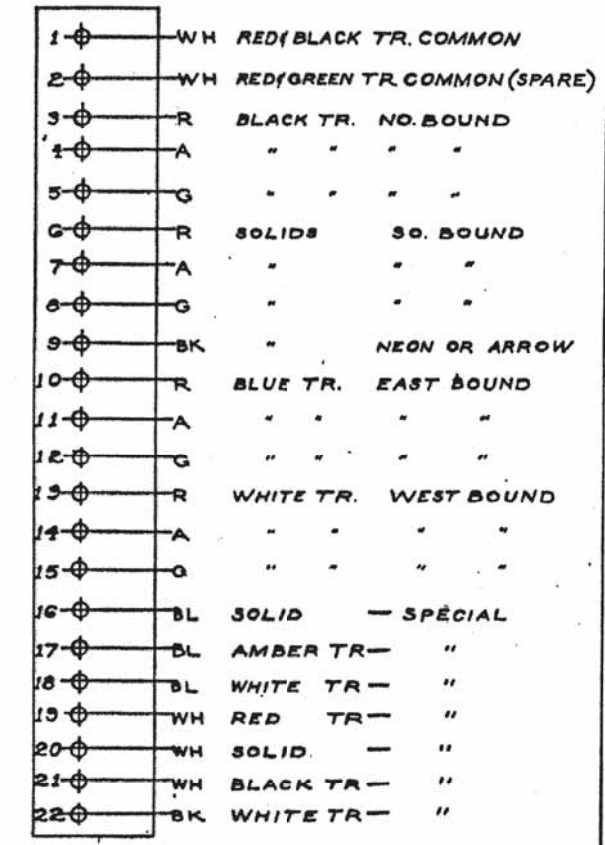 1 WH RED & BLACK TR. COMMON
2 WH RED & GREEN TR. COMMON (SPARE)
3 R BLACK TR. NO. BOUND
4 A " " " "
5 G " " " "
6 R SOLIDS SO. BOUND
7 A " " "
8 G " " "
9 BK " NEON OR ARROW
10 R BLUE TR. EAST BOUND
11 A " " " "
12 G " " " "
13 R WHITE TR. WEST BOUND
14 A " " " "
15 G " " " "
16 BL SOLID — SPECIAL
17 BL AMBER TR — "
18 BL WHITE TR — "
19 WH RED TR — "
20 WH SOLID. — "
21 WH BLACK TR — "
22 BK WHITE TR — "